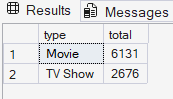 Results Messages
type total
1 Movie 6131
2 TV Show 2676